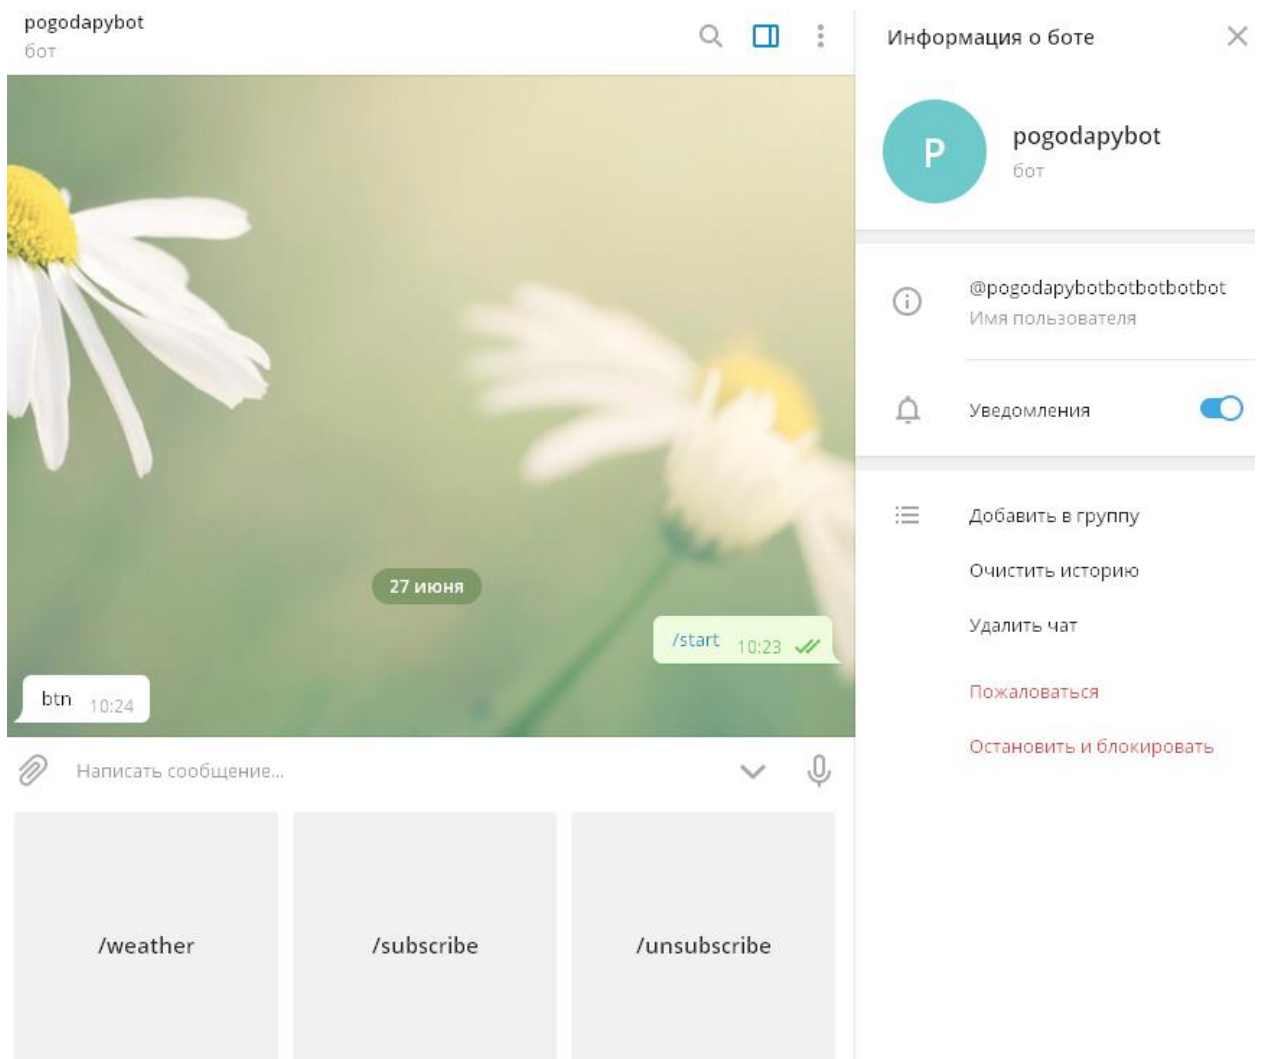 pogodapybot
бот
27 июня
/start 10:23
btn 10:24
Написать сообщение...
/weather
/subscribe
/unsubscribe
Информация о боте
P
pogodapybot
бот
@pogodapybotbotbotbotbot
Имя пользователя
Уведомления
Добавить в группу
Очистить историю
Удалить чат
Пожаловаться
Остановить и блокировать